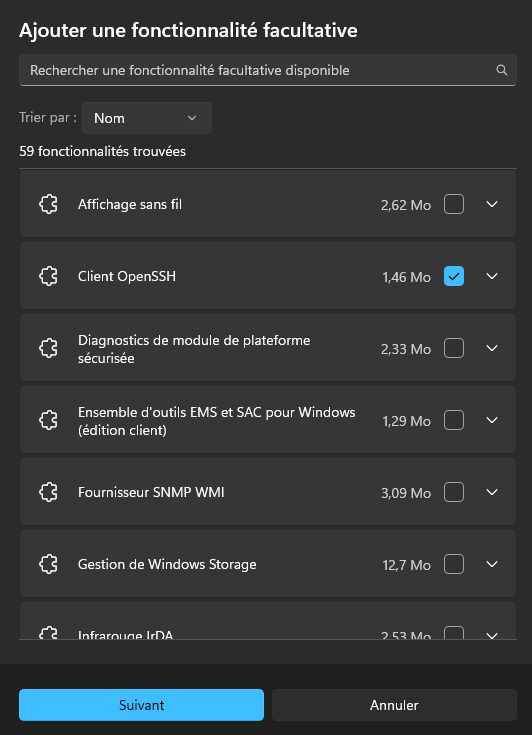 Ajouter une fonctionnalité facultative
Rechercher une fonctionnalité facultative disponible
Trier par : Nom
59 fonctionnalités trouvées
Affichage sans fil 2,62 Mo
Client OpenSSH 1,46 Mo
Diagnostics de module de plateforme
sécurisée 2,33 Mo
Ensemble d'outils EMS et SAC pour Windows
(édition client) 1,29 Mo
Fournisseur SNMP WMI 3,09 Mo
Gestion de Windows Storage 12,7 Mo
Infrarouge IrDA 2,53 Mo
Suivant Annuler